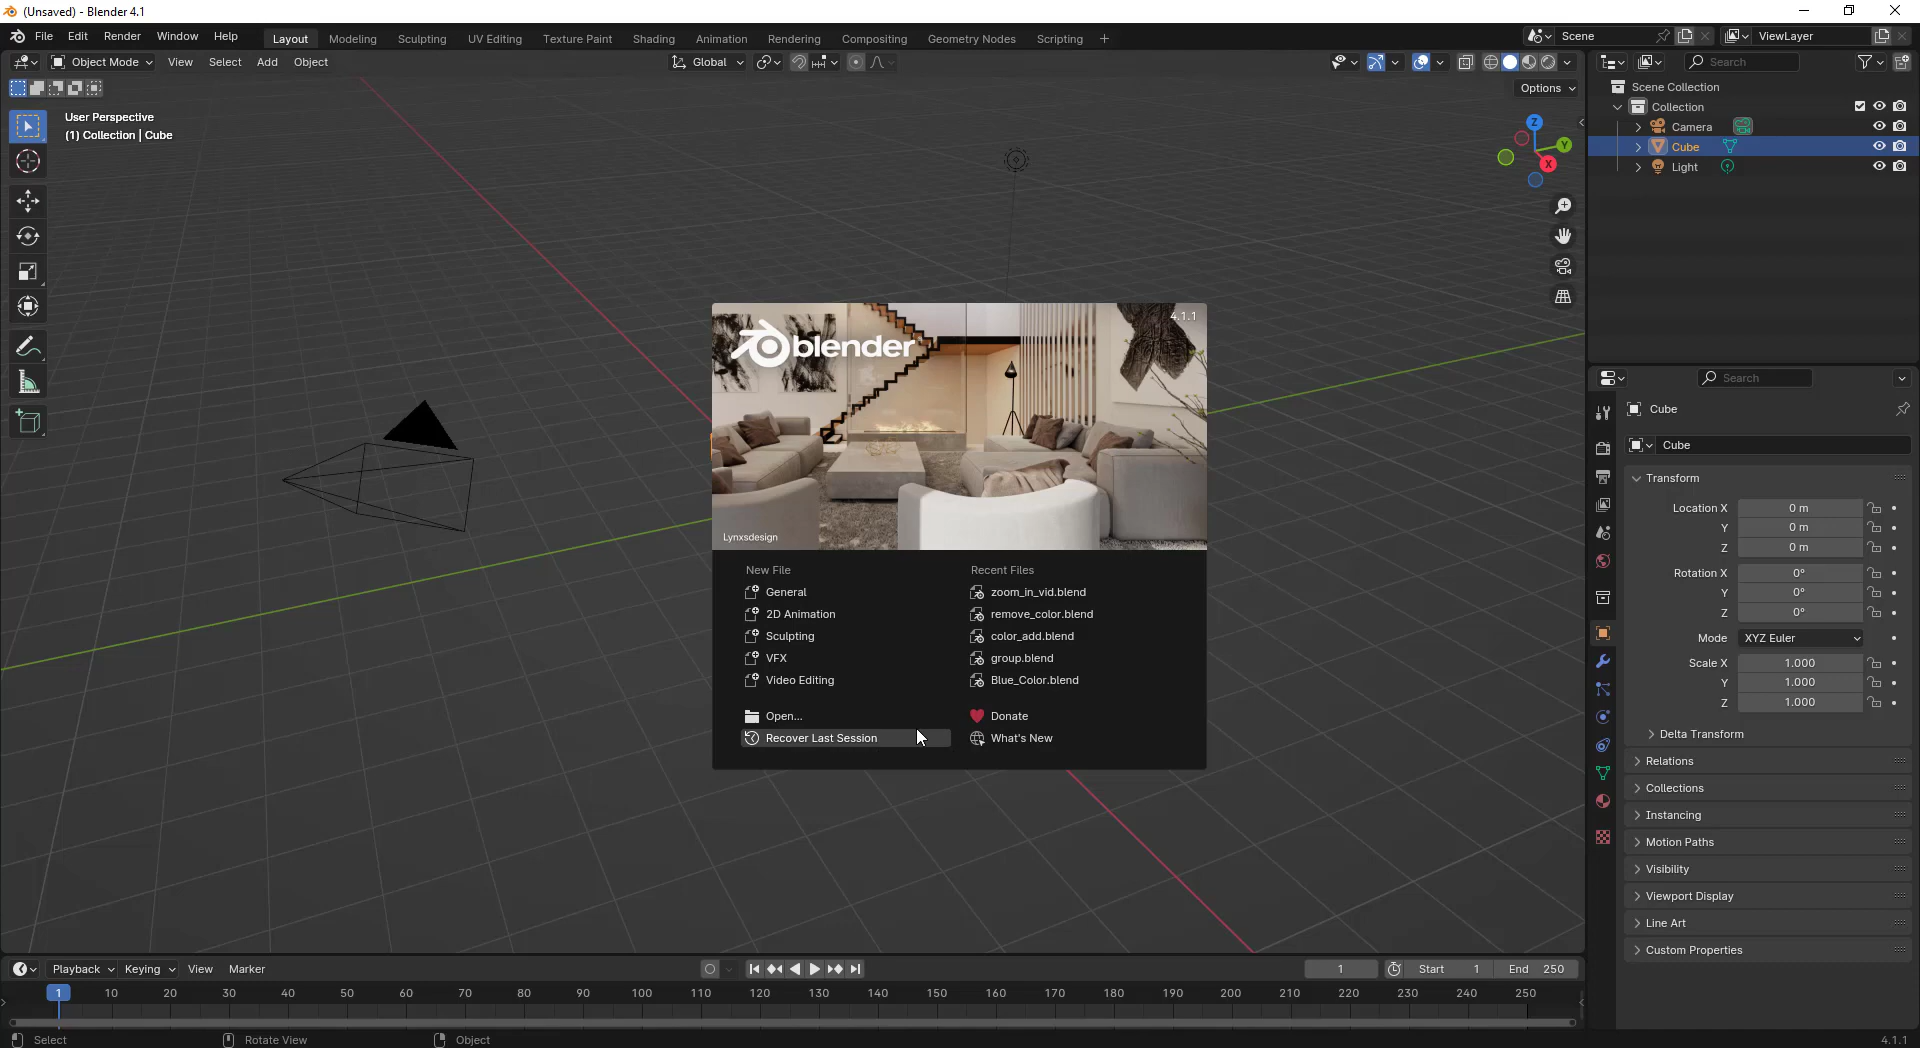 (Unsaved) - Blender 4.1
File Edit Render Window Help Layout Modeling Sculpting UV Editing Texture Paint Shading Animation Rendering Compositing Geometry Nodes Scripting + Scene ViewLayer
Object Mode View Select Add Object Global Search
Options
User Perspective
(1) Collection | Cube
Z
Y
X
Scene Collection
Collection
Camera
Cube
Light
4.1.1
blender
Lynxsdesign
New File
General
2D Animation
Sculpting
VFX
Video Editing
Open...
Recover Last Session
Recent Files
zoom_in_vid.blend
remove_color.blend
color_add.blend
group.blend
Blue_Color.blend
Donate
What's New
Search
Cube
Cube
Transform
Location X 0 m
Y 0 m
Z 0 m
Rotation X 0°
Y 0°
Z 0°
Mode XYZ Euler
Scale X 1.000
Y 1.000
Z 1.000
Delta Transform
Relations
Collections
Instancing
Motion Paths
Visibility
Viewport Display
Line Art
Custom Properties
Playback Keying View Marker 1 Start 1 End 250
1 10 20 30 40 50 60 70 80 90 100 110 120 130 140 150 160 170 180 190 200 210 220 230 240 250
Select Rotate View Object 4.1.1